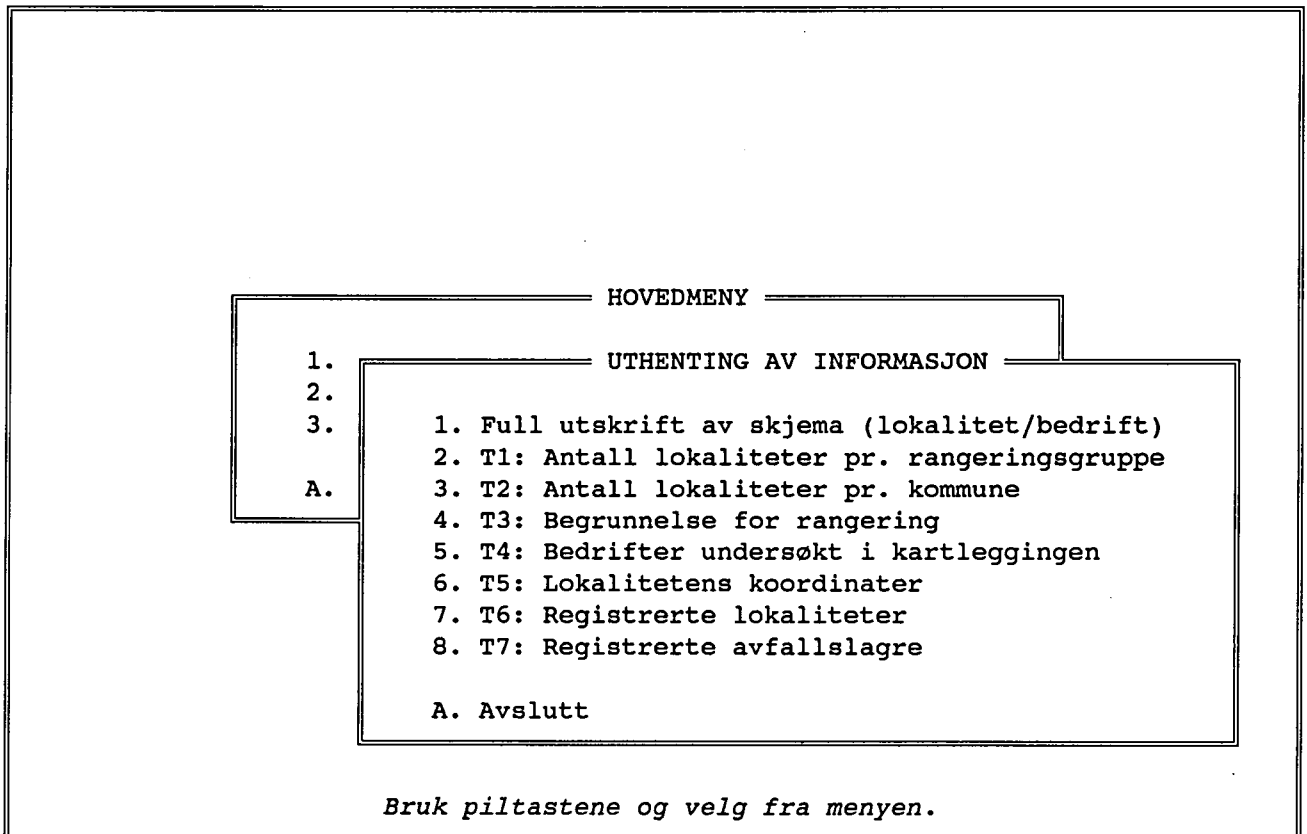 HOVEDMENY
1.
UTHENTING AV INFORMASJON
2.
3.
1. Full utskrift av skjema (lokalitet/bedrift)
2. T1: Antall lokaliteter pr. rangeringsgruppe
A.
3. T2: Antall lokaliteter pr. kommune
4. T3: Begrunnelse for rangering
5. T4: Bedrifter undersøkt i kartleggingen
6. T5: Lokalitetens koordinater
7. T6: Registrerte lokaliteter
8. T7: Registrerte avfallslagre
A. Avslutt
Bruk piltastene og velg fra menyen.